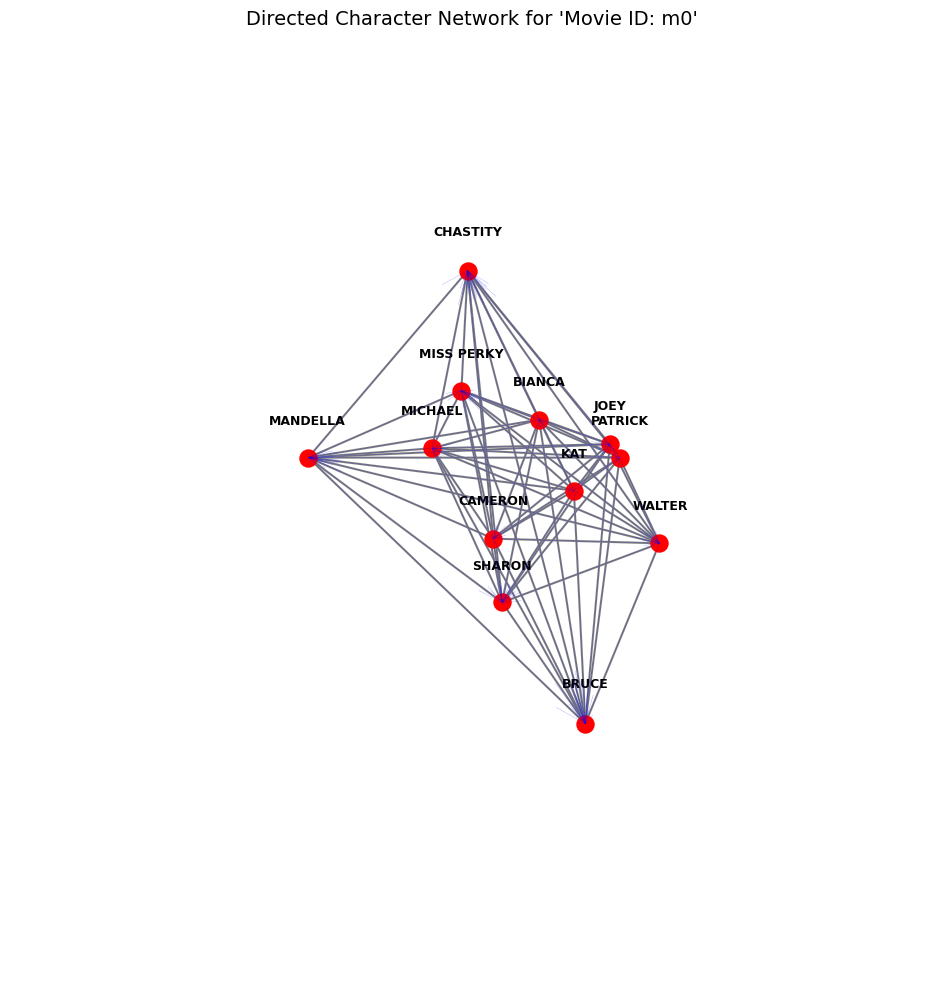 Directed Character Network for 'Movie ID: m0'
CHASTITY
MISS PERKY
BIANCA
MICHAEL
JOEY
MANDELLA
PATRICK
KAT
CAMERON
WALTER
SHARON
BRUCE